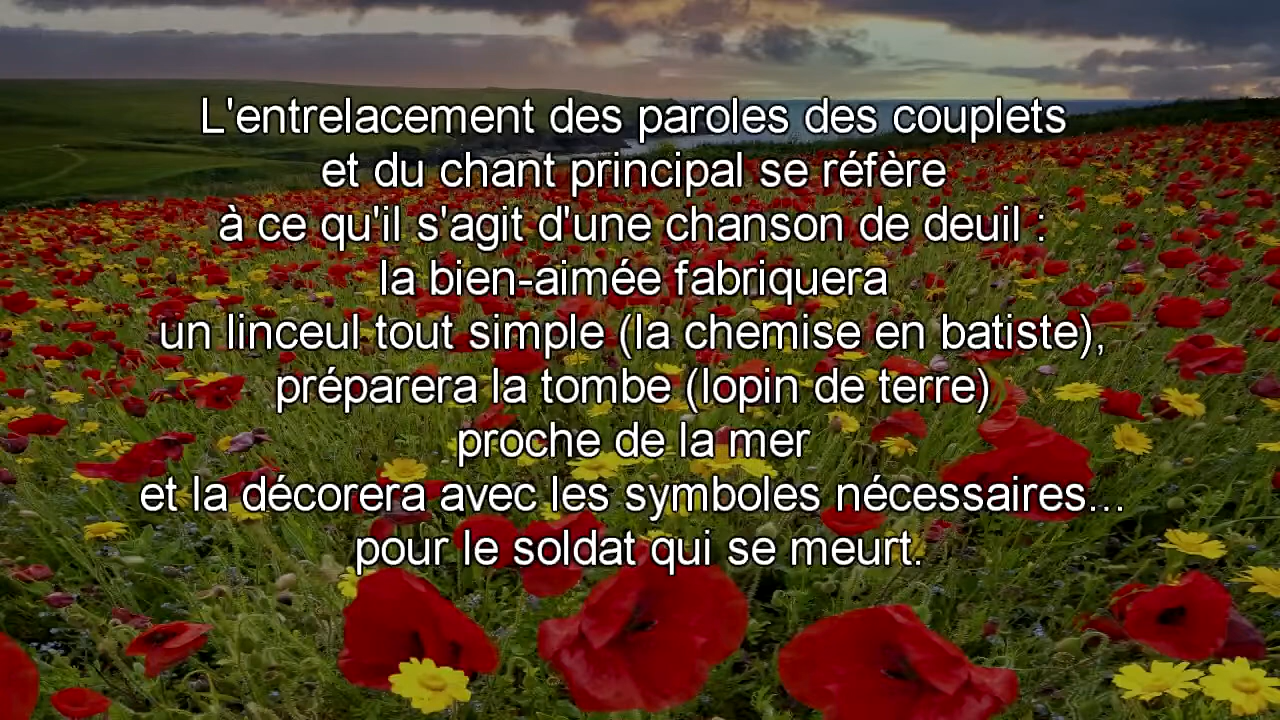 L'entrelacement des paroles des couplets
et du chant principal se réfère
à ce qu'il s'agit d'une chanson de deuil :
la bien-aimée fabriquera
un linceul tout simple (la chemise en batiste),
préparera la tombe (lopin de terre)
proche de la mer
et la décorera avec les symboles nécessaires...
pour le soldat qui se meurt.